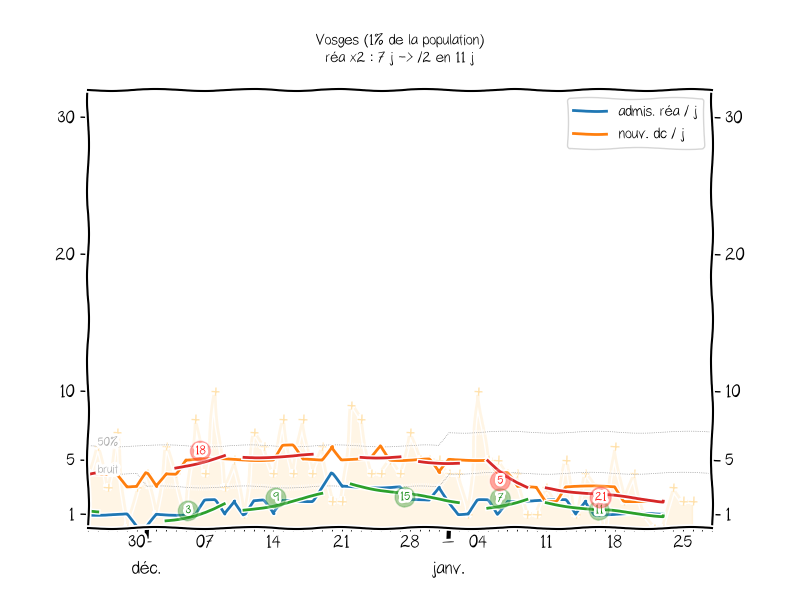 Vosges (1% de la population)
réa x2 : 7 j -> /2 en 11 j
admis. réa / j
nouv. dc / j
30 30
20 20
10 10
5 5
1 1
50%
bruit
18
3
9
15
5
7
21
11
30 07 14 21 28 04 11 18 25
déc. janv.